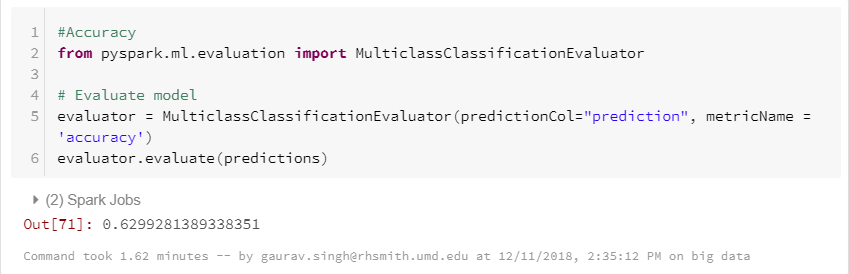 1 #Accuracy
2 from pyspark.ml.evaluation import MulticlassClassificationEvaluator
3
4 # Evaluate model
5 evaluator = MulticlassClassificationEvaluator(predictionCol="prediction", metricName =
'accuracy')
6 evaluator.evaluate(predictions)
(2) Spark Jobs
Out[71]: 0.6299281389338351
Command took 1.62 minutes -- by gaurav.singh@rhsmith.umd.edu at 12/11/2018, 2:35:12 PM on big data